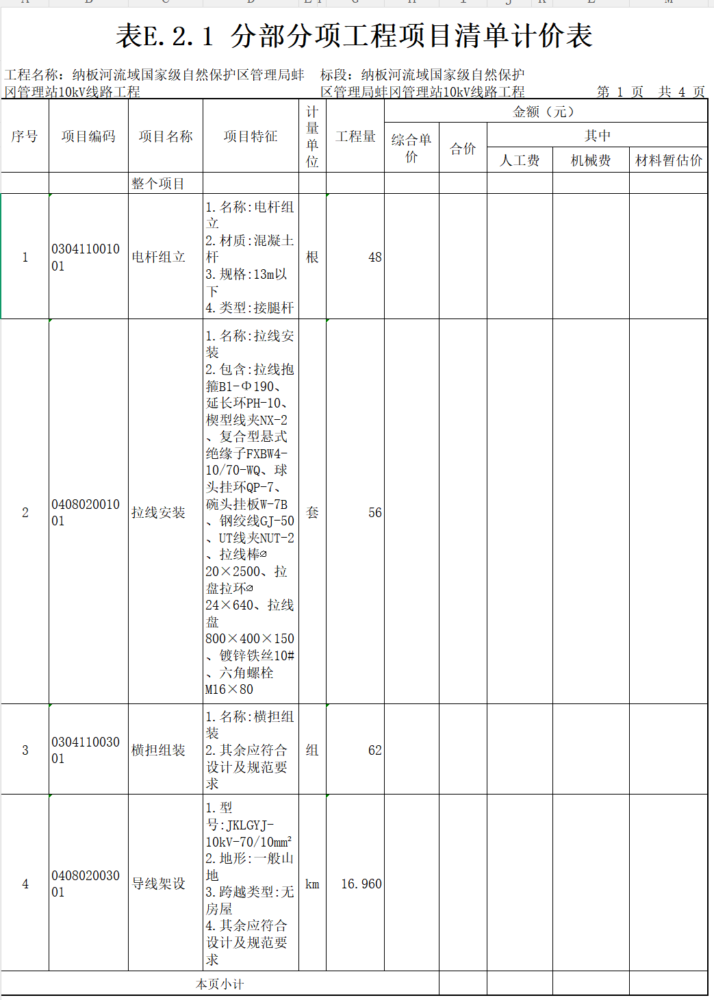 表E.2.1 分部分项工程项目清单计价表
工程名称：纳板河流域国家级自然保护区管理局蚌
冈管理站10kV线路工程
标段：纳板河流域国家级自然保护
区管理局蚌冈管理站10kV线路工程
第 1 页 共 4 页
序号
项目编码
项目名称
项目特征
计
量
单
位
工程量
金额（元）
综合单
价
合价
其中
人工费
机械费
材料暂估价
整个项目
1
0304110010
01
电杆组立
1.名称:电杆组
立
2.材质:混凝土
杆
3.规格:13m以
下
4.类型:接腿杆
根
48
2
0408020010
01
拉线安装
1.名称:拉线安
装
2.包含:拉线抱
箍B1-Φ190、
延长环PH-10、
楔型线夹NX-2
、复合型悬式
绝缘子FXBW4-
10/70-WQ、球
头挂环QP-7、
碗头挂板W-7B
、钢绞线GJ-50
、UT线夹NUT-2
、拉线棒∅
20×2500、拉
盘拉环∅
24×640、拉线
盘
800×400×150
、镀锌铁丝10#
、六角螺栓
M16×80
套
56
3
0304110030
01
横担组装
1.名称:横担组
装
2.其余应符合
设计及规范要
求
组
62
4
0408020030
01
导线架设
1.型
号:JKLGYJ-
10kV-70/10mm²
2.地形:一般山
地
3.跨越类型:无
房屋
4.其余应符合
设计及规范要
求
km
16.960
本页小计